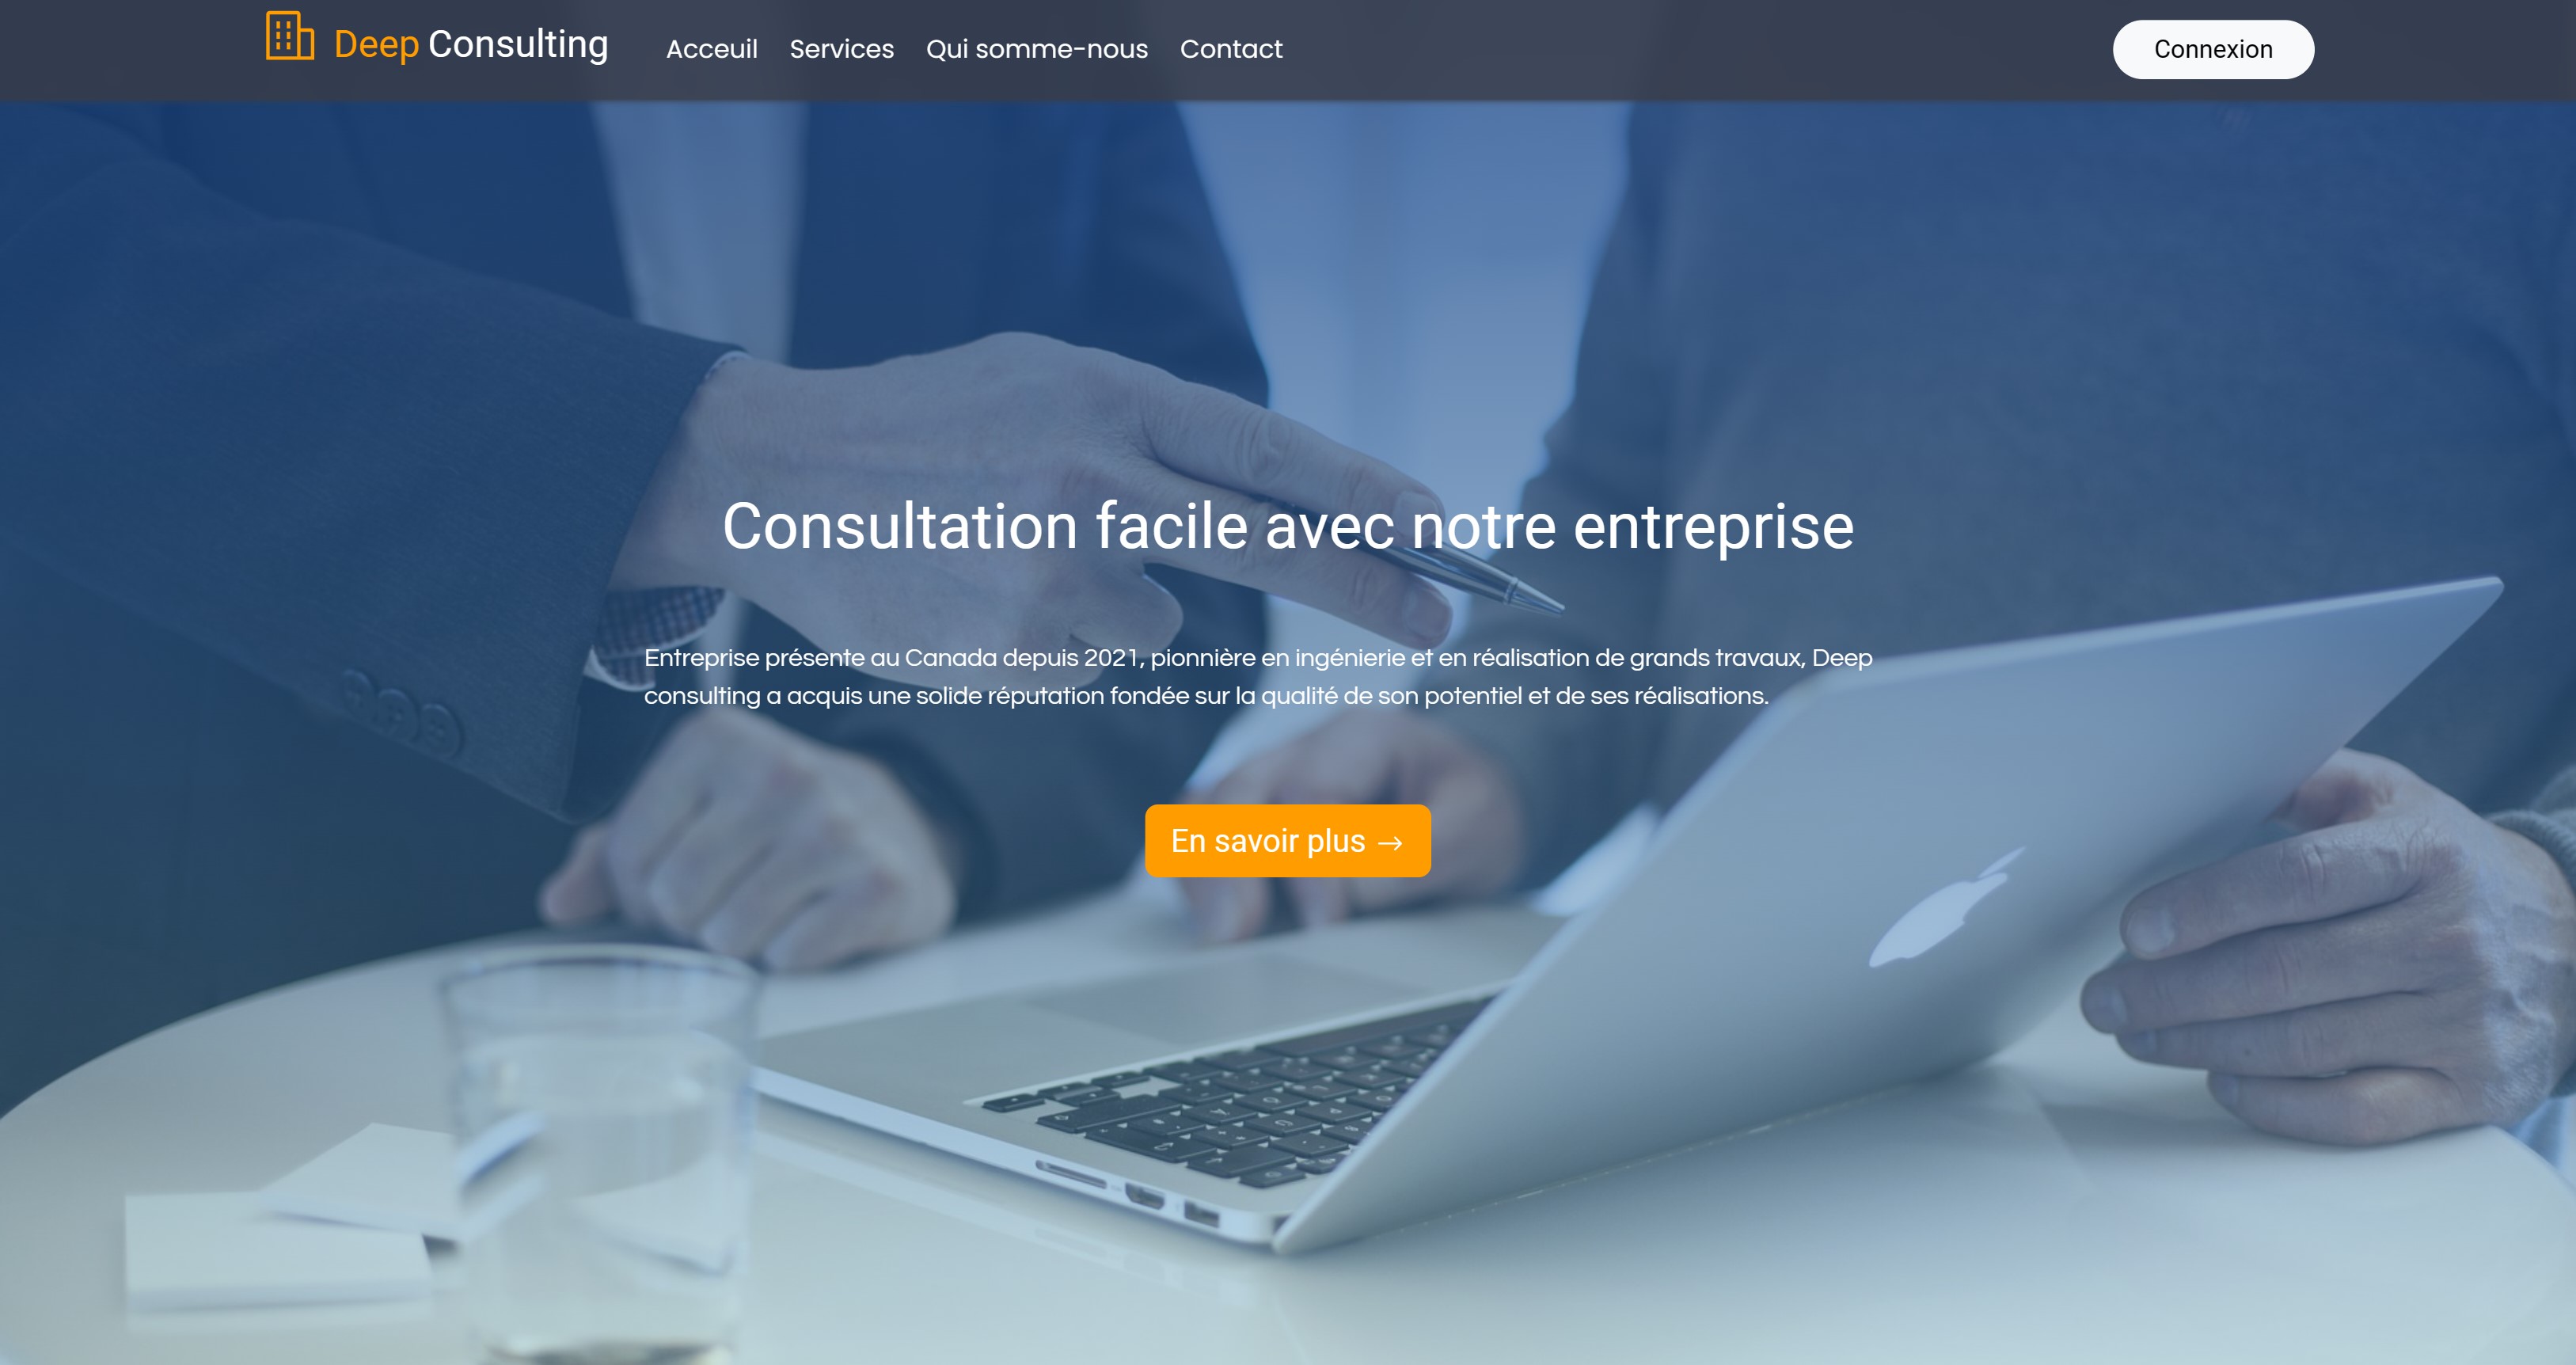 Deep Consulting
Acceuil Services Qui somme-nous Contact
Connexion
Consultation facile avec notre entreprise
Entreprise présente au Canada depuis 2021, pionnière en ingénierie et en réalisation de grands travaux, Deep
consulting a acquis une solide réputation fondée sur la qualité de son potentiel et de ses réalisations.
En savoir plus →